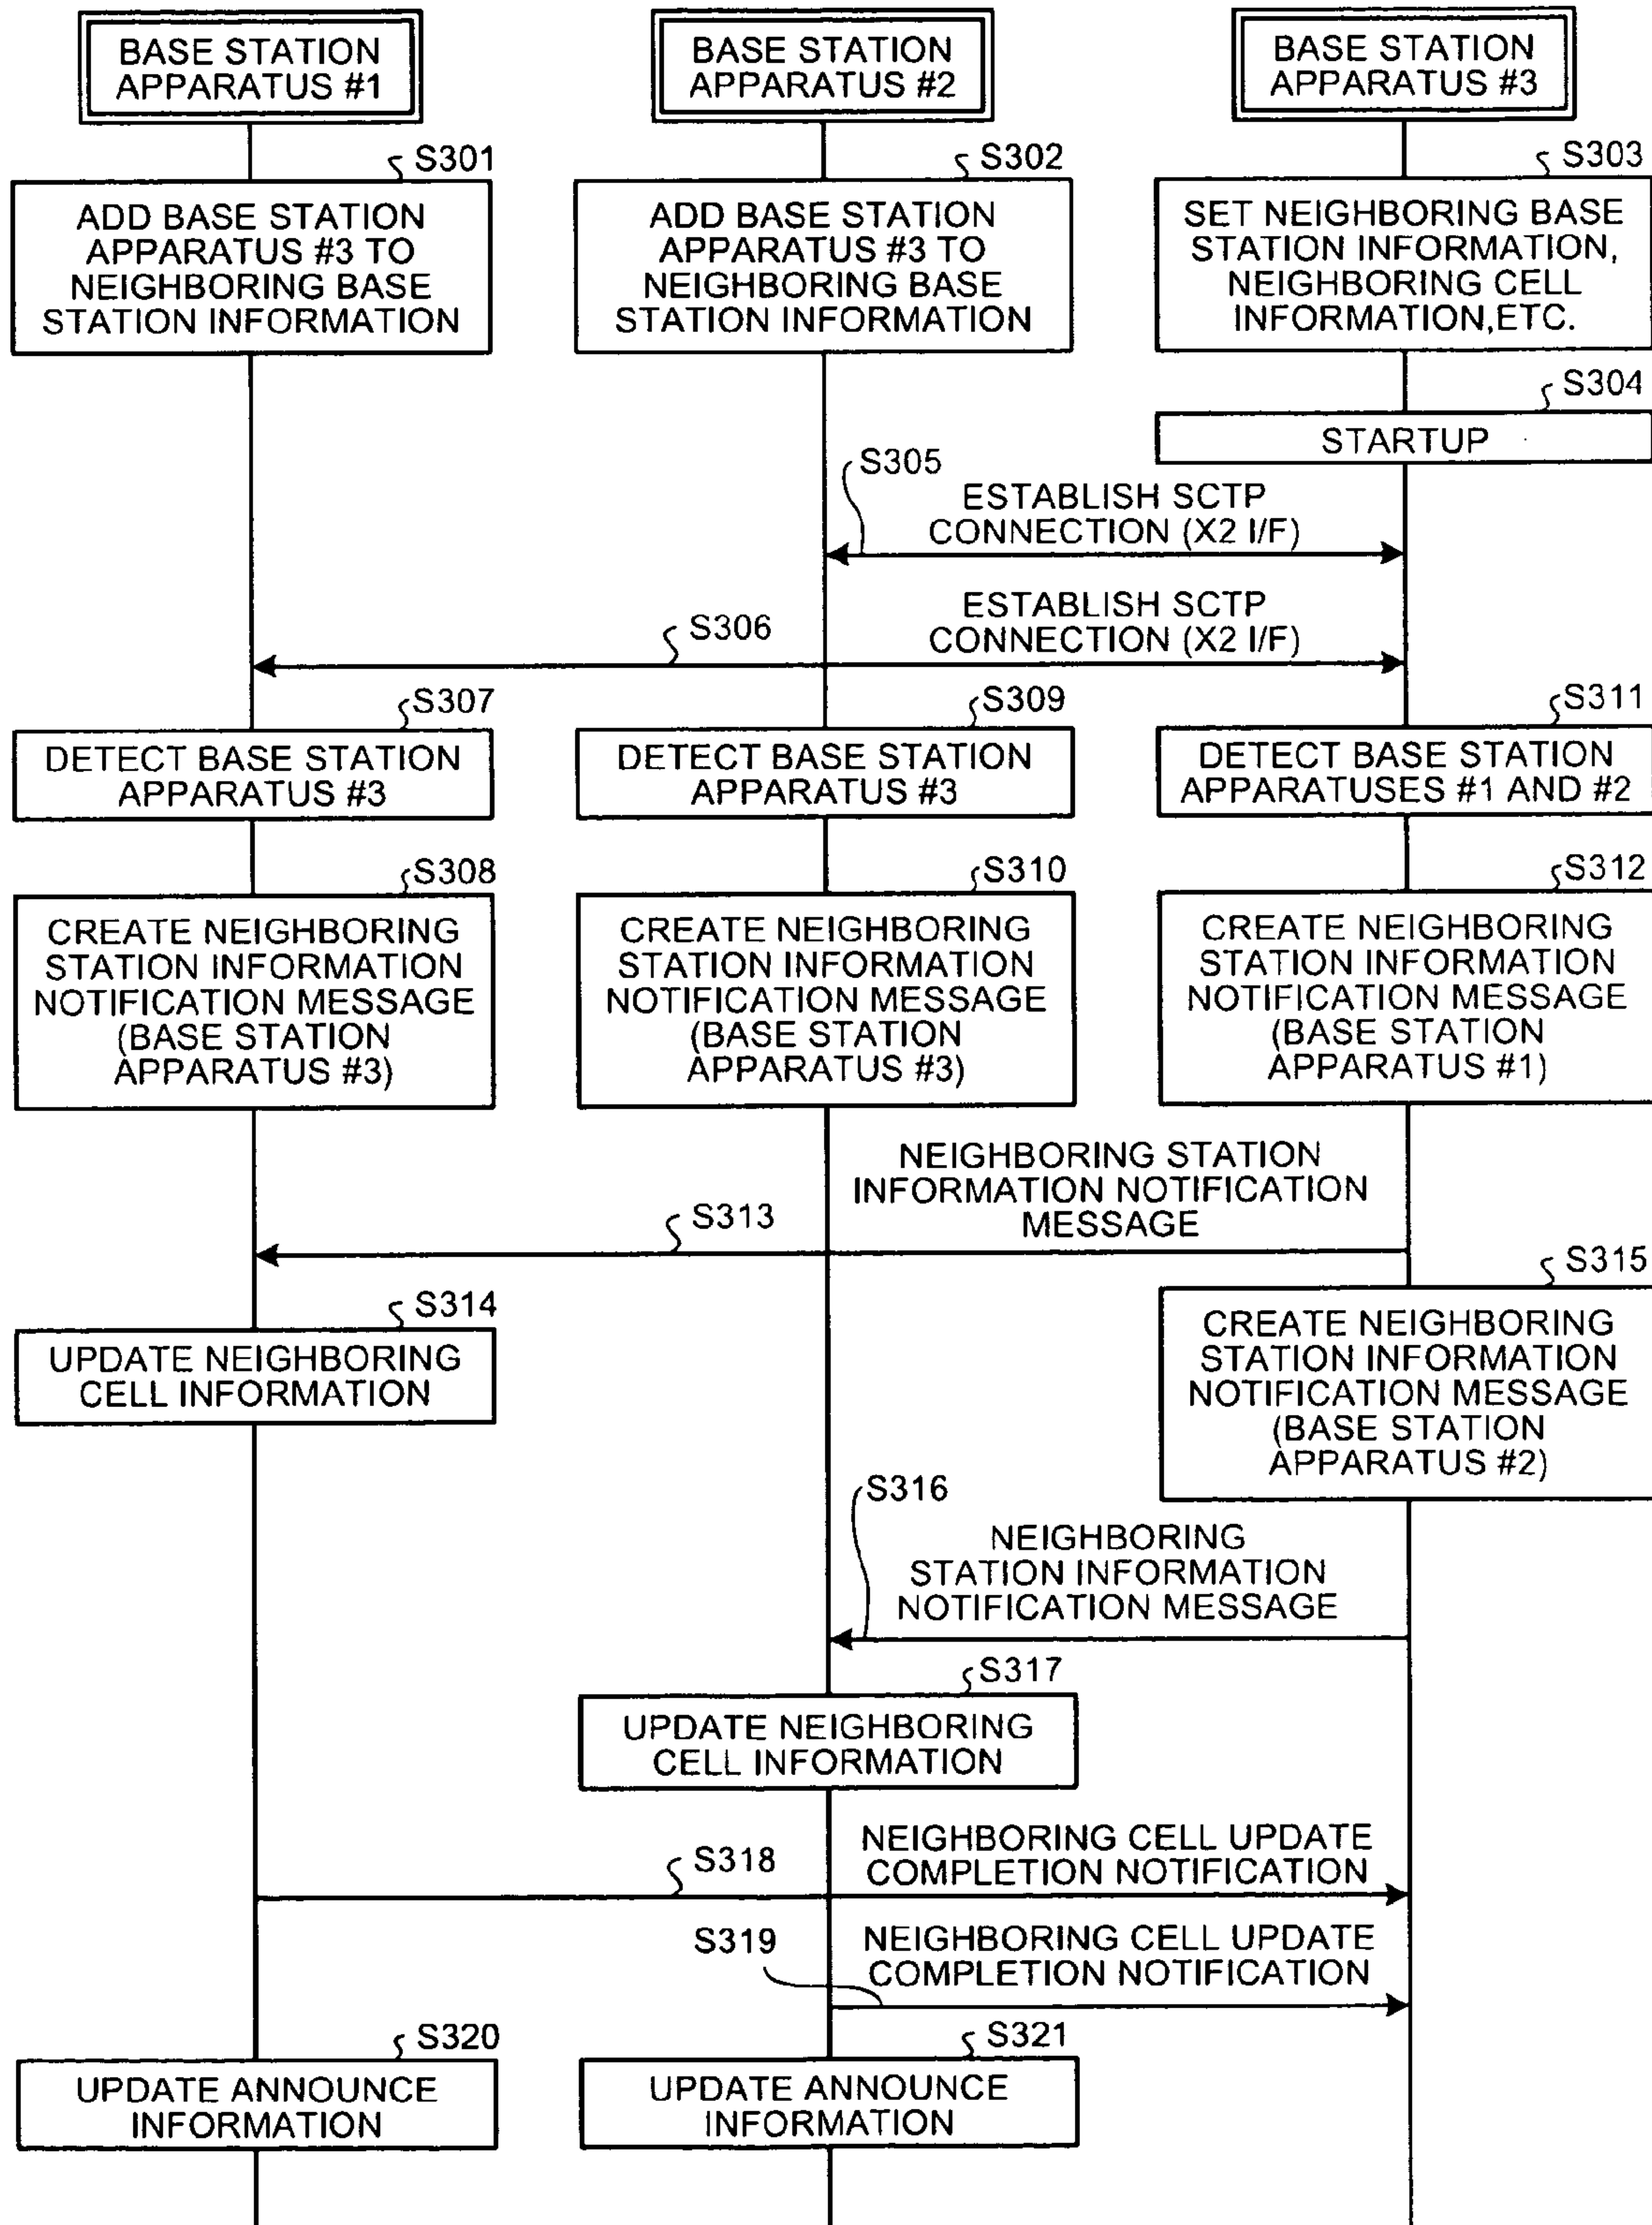 BASE STATION
APPARATUS #1
BASE STATION
APPARATUS #2
BASE STATION
APPARATUS #3
S301
ADD BASE STATION
APPARATUS #3 TO
NEIGHBORING BASE
STATION INFORMATION
S302
ADD BASE STATION
APPARATUS #3 TO
NEIGHBORING BASE
STATION INFORMATION
S303
SET NEIGHBORING BASE
STATION INFORMATION,
NEIGHBORING CELL
INFORMATION,ETC.
S304
STARTUP
S305
ESTABLISH SCTP
CONNECTION (X2 I/F)
S306
ESTABLISH SCTP
CONNECTION (X2 I/F)
S307
DETECT BASE STATION
APPARATUS #3
S309
DETECT BASE STATION
APPARATUS #3
S311
DETECT BASE STATION
APPARATUSES #1 AND #2
S308
CREATE NEIGHBORING
STATION INFORMATION
NOTIFICATION MESSAGE
(BASE STATION
APPARATUS #3)
S310
CREATE NEIGHBORING
STATION INFORMATION
NOTIFICATION MESSAGE
(BASE STATION
APPARATUS #3)
S312
CREATE NEIGHBORING
STATION INFORMATION
NOTIFICATION MESSAGE
(BASE STATION
APPARATUS #1)
NEIGHBORING STATION
INFORMATION NOTIFICATION
MESSAGE
S313
S314
UPDATE NEIGHBORING
CELL INFORMATION
S315
CREATE NEIGHBORING
STATION INFORMATION
NOTIFICATION MESSAGE
(BASE STATION
APPARATUS #2)
S316
NEIGHBORING
STATION INFORMATION
NOTIFICATION MESSAGE
S317
UPDATE NEIGHBORING
CELL INFORMATION
S318
NEIGHBORING CELL UPDATE
COMPLETION NOTIFICATION
S319
NEIGHBORING CELL UPDATE
COMPLETION NOTIFICATION
S320
UPDATE ANNOUNCE
INFORMATION
S321
UPDATE ANNOUNCE
INFORMATION